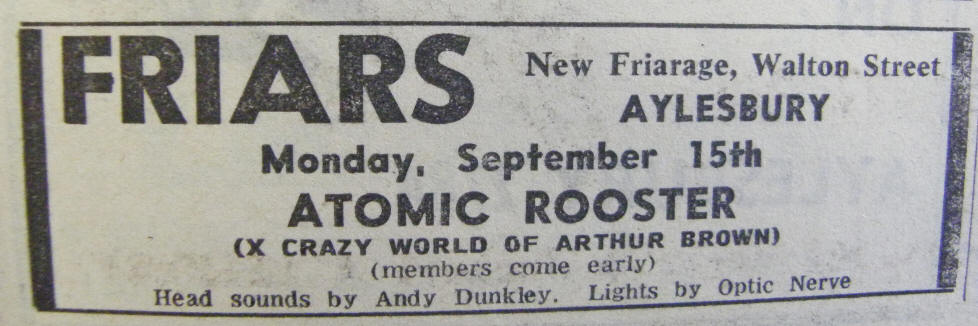 FRIARS New Friarage, Walton Street
AYLESBURY
Monday, September 15th
ATOMIC ROOSTER
(X CRAZY WORLD OF ARTHUR BROWN)
(members come early)
Head sounds by Andy Dunkley. Lights by Optic Nerve